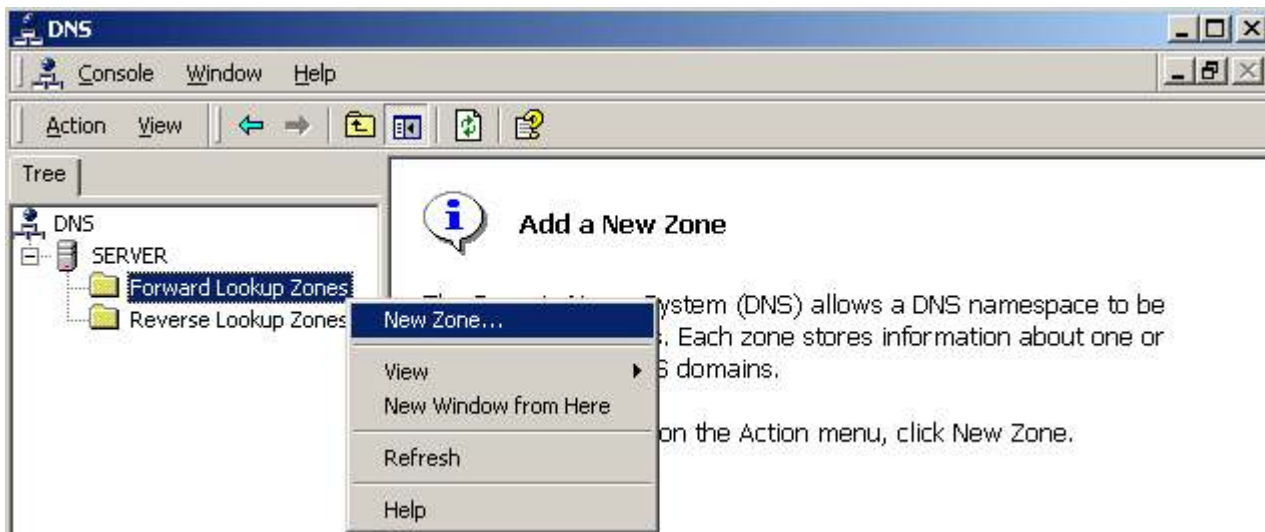 DNS
Console Window Help
Action View
Tree
DNS
SERVER
Forward Lookup Zones
Reverse Lookup Zones
Add a New Zone
System (DNS) allows a DNS namespace to be
. Each zone stores information about one or
domains.
on the Action menu, click New Zone.
New Zone...
View
New Window from Here
Refresh
Help